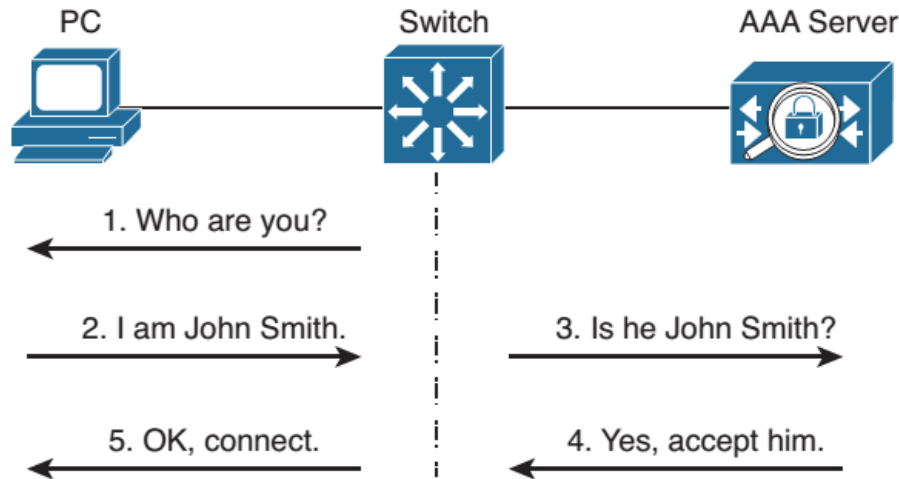 PC
Switch
AAA Server
1. Who are you?
2. I am John Smith.
3. Is he John Smith?
5. OK, connect.
4. Yes, accept him.